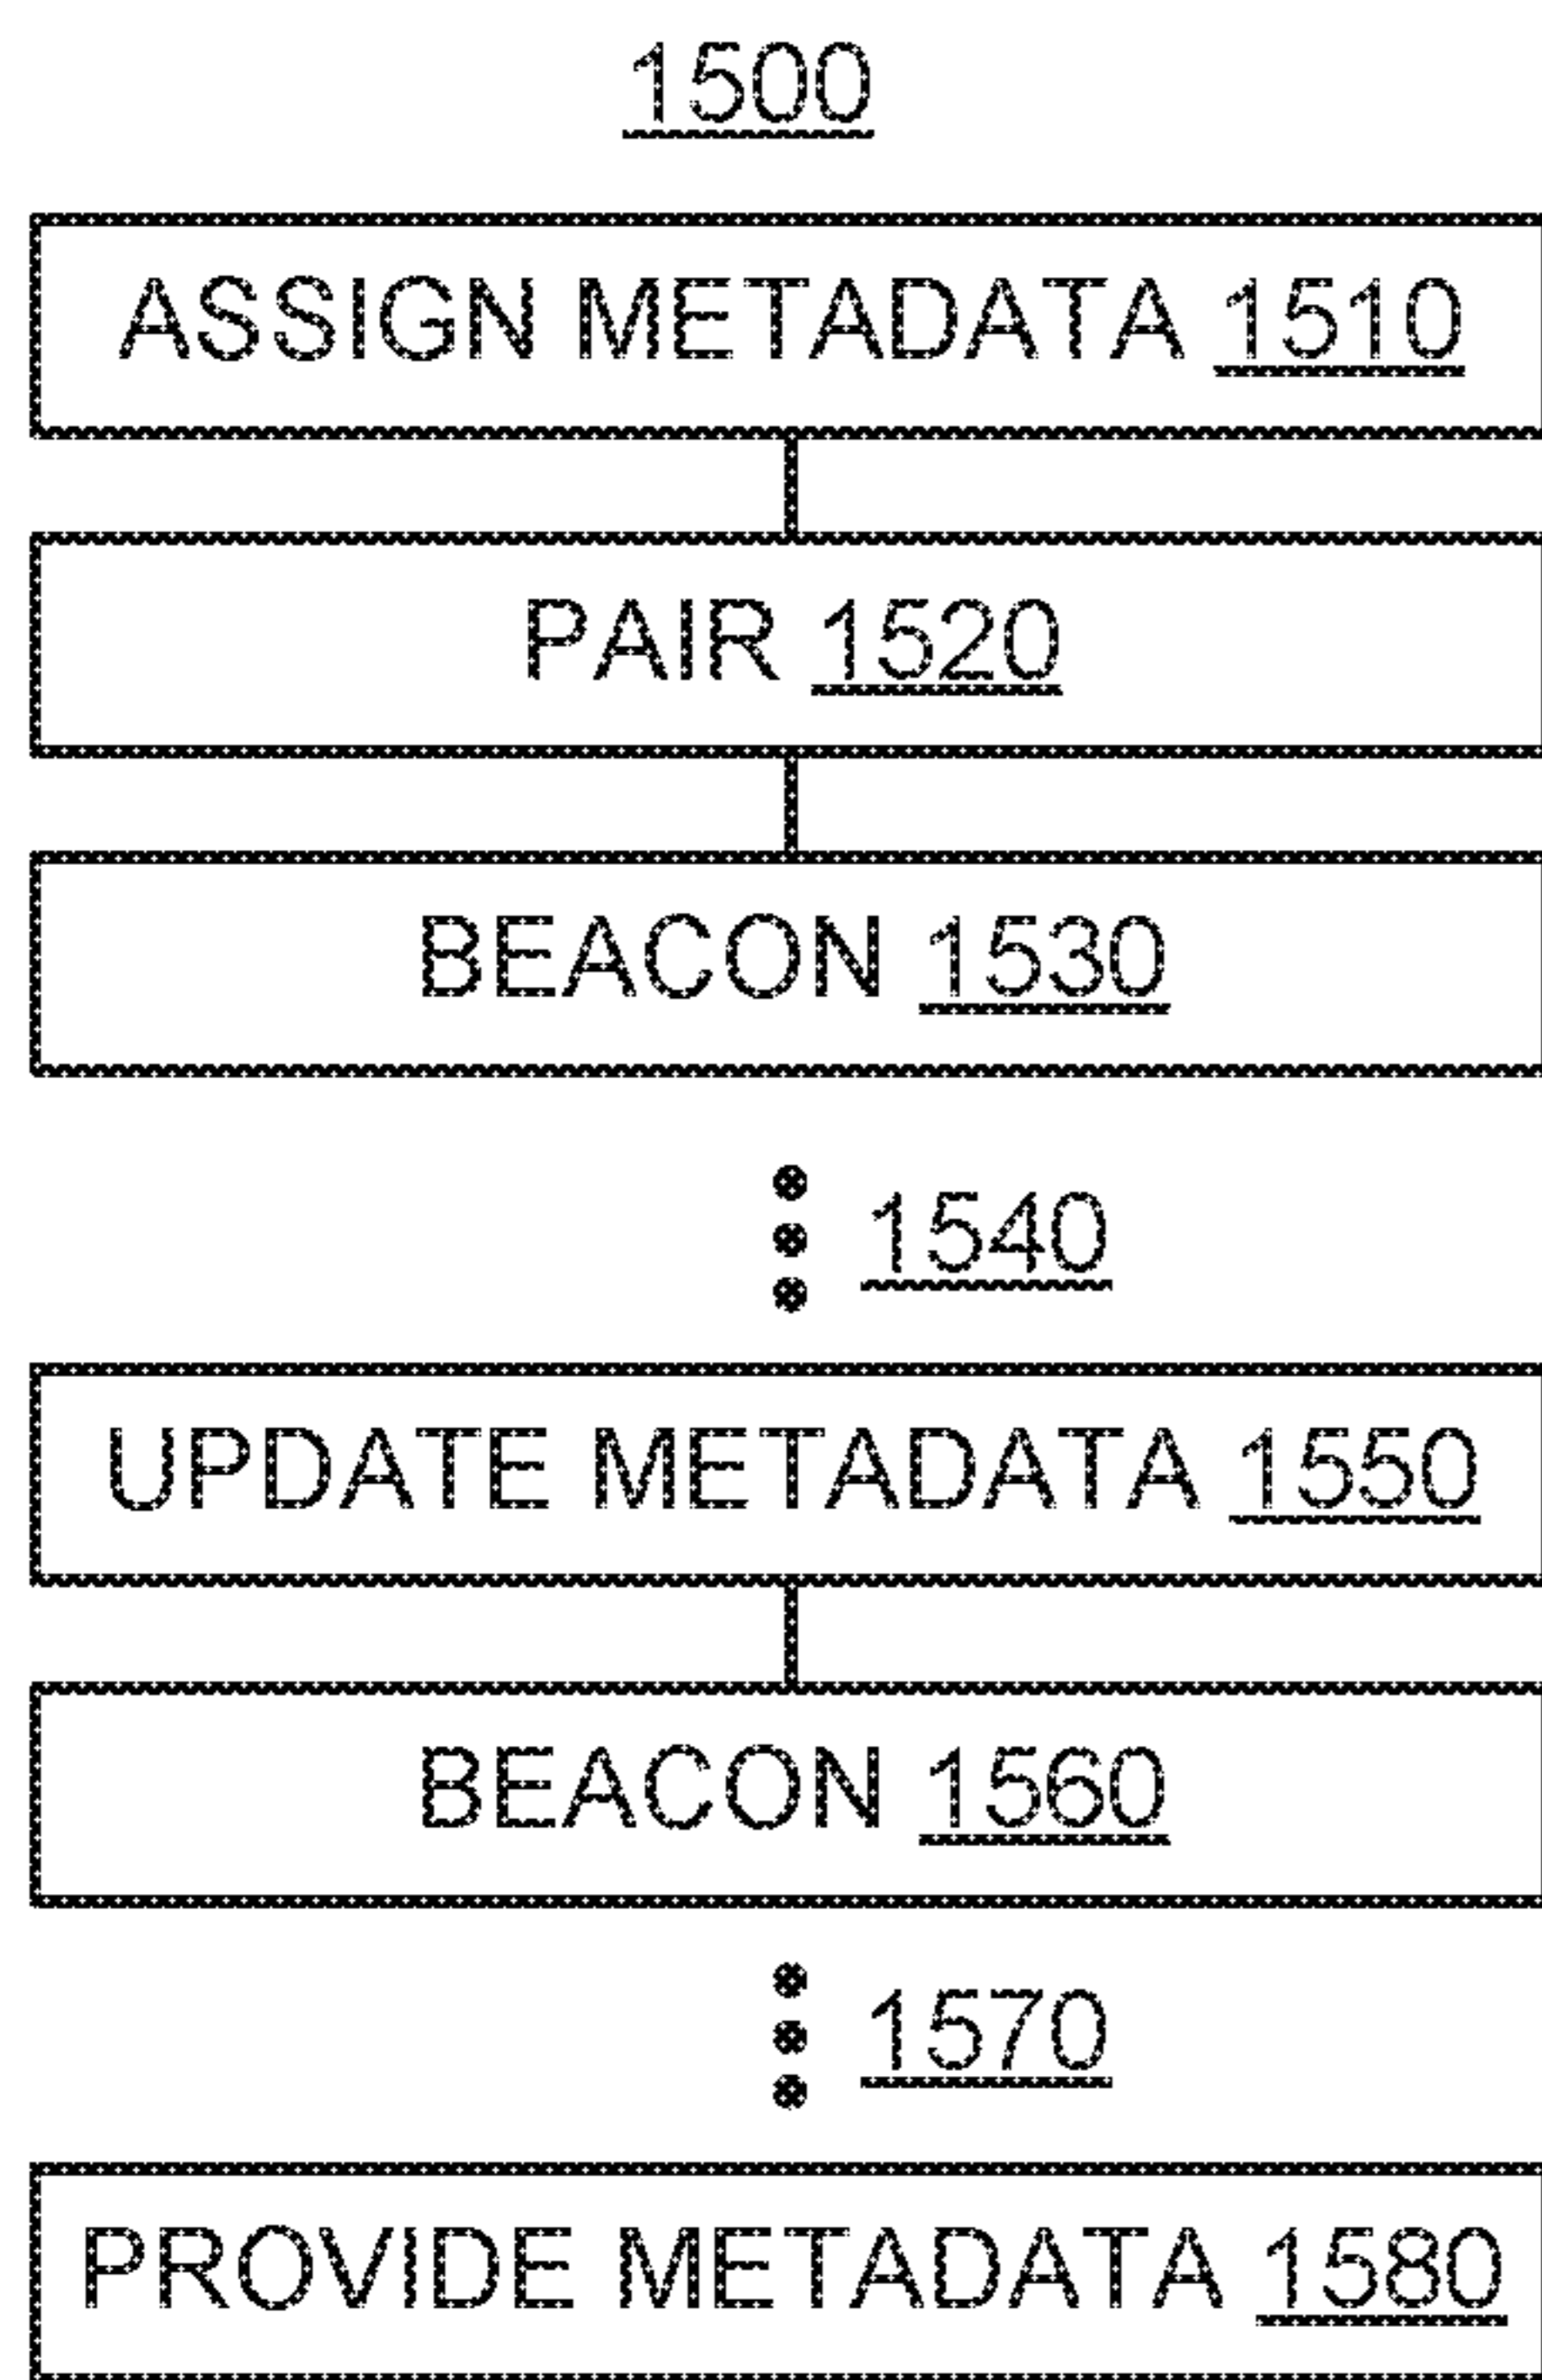 1500
ASSIGN METADATA 1510
PAIR 1520
BEACON 1530
1540
UPDATE METADATA 1550
BEACON 1560
1570
PROVIDE METADATA 1580